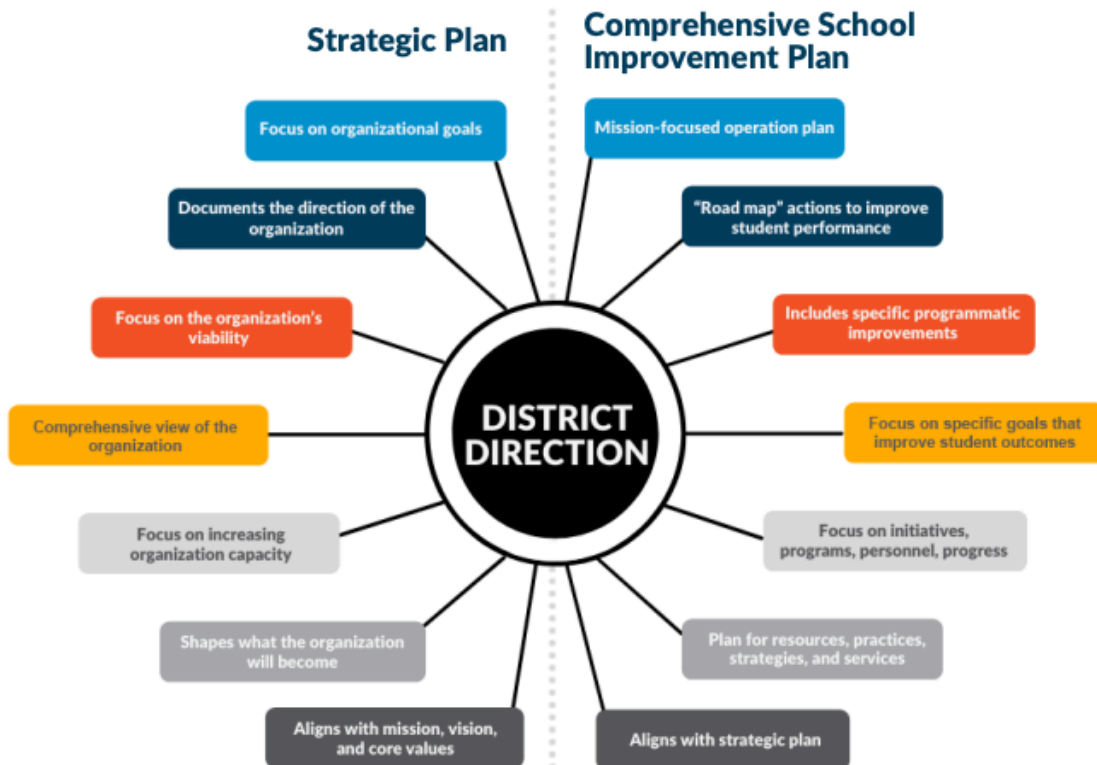 Strategic Plan
Comprehensive School
Improvement Plan
Focus on organizational goals
Mission-focused operation plan
Documents the direction of the
organization
“Road map” actions to improve
student performance
Focus on the organization’s
viability
Includes specific programmatic
improvements
Comprehensive view of the
organization
DISTRICT
DIRECTION
Focus on specific goals that
improve student outcomes
Focus on increasing
organization capacity
Focus on initiatives,
programs, personnel, progress
Shapes what the organization
will become
Plan for resources, practices,
strategies, and services
Aligns with mission, vision,
and core values
Aligns with strategic plan